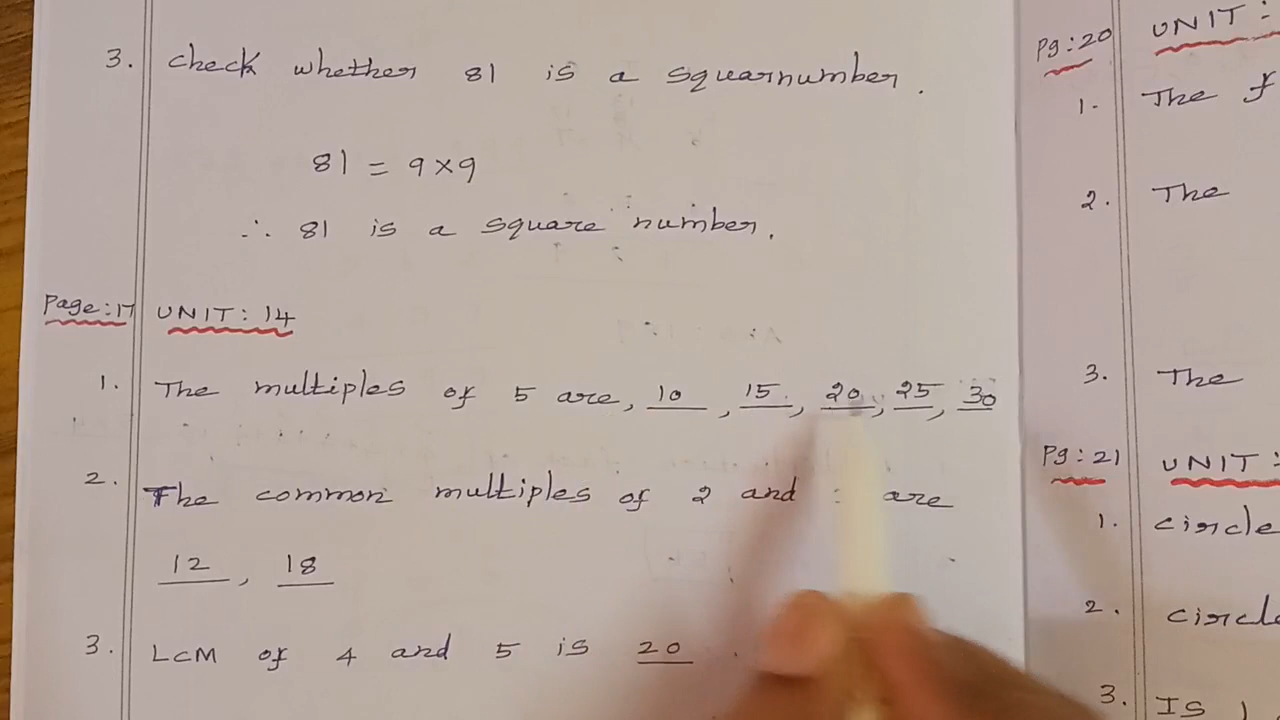 3. check whether 81 is a squarnumber.
81 = 9×9
∴ 81 is a square number.
Page:17 UNIT: 14
1. The multiples of 5 are, 10, 15, 20, 25, 30
2. The common multiples of 2 and are
12, 18
3. LCM of 4 and 5 is 20.
Pg:20 UNIT:
1. The
2. The
3. The
Pg:21 UNIT:
1. circle
2.
3. Is